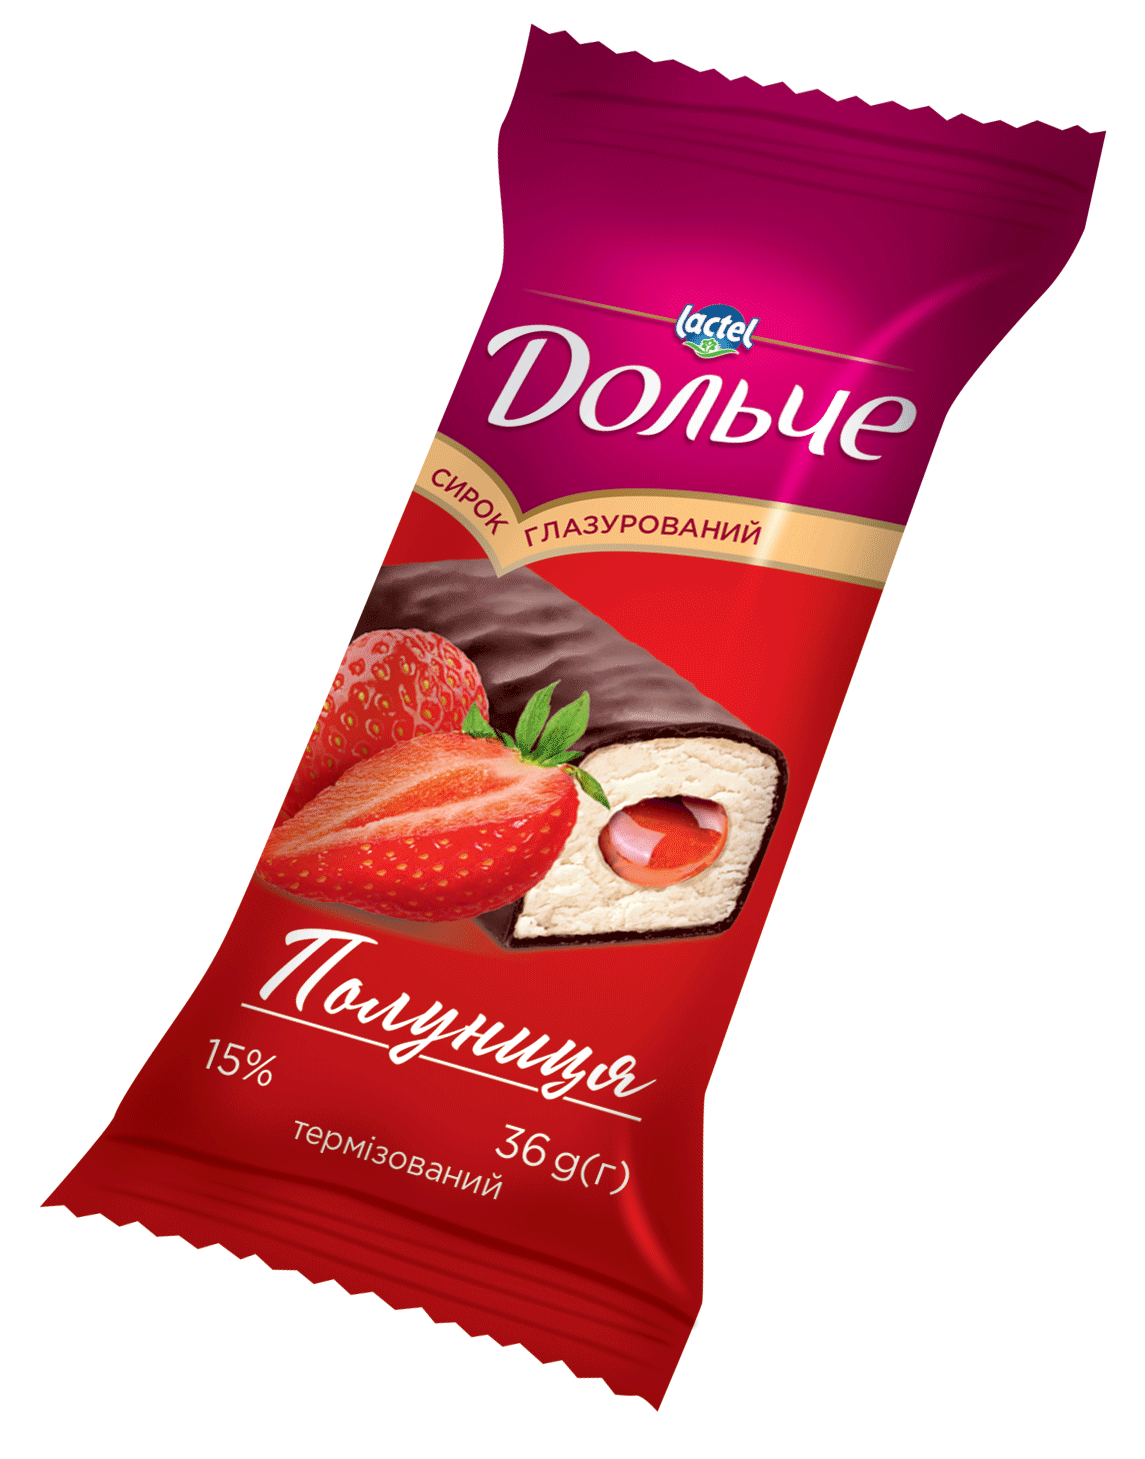 lactel
Дольче
СИРОК ГЛАЗУРОВАНИЙ
Полуниця
15%
36 g(г)
термізований